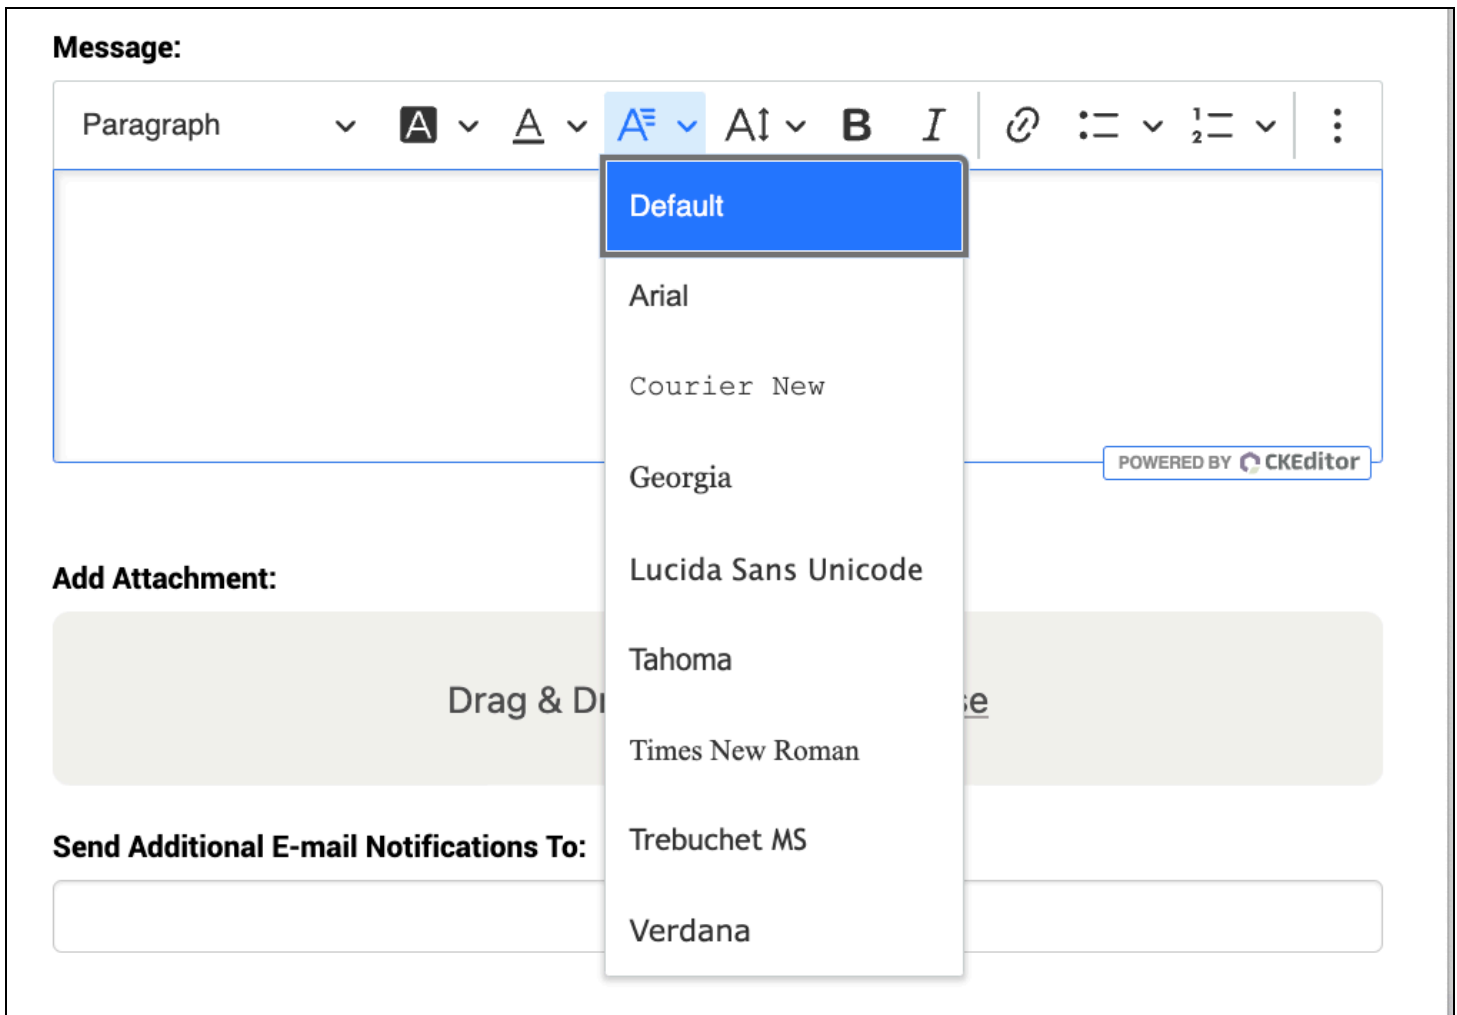 Message:
Paragraph A A A A B I
Default
Arial
Courier New
Georgia
POWERED BY CKEditor
Lucida Sans Unicode
Add Attachment:
Tahoma
Drag & Dr se
Times New Roman
Send Additional E-mail Notifications To:
Trebuchet MS
Verdana